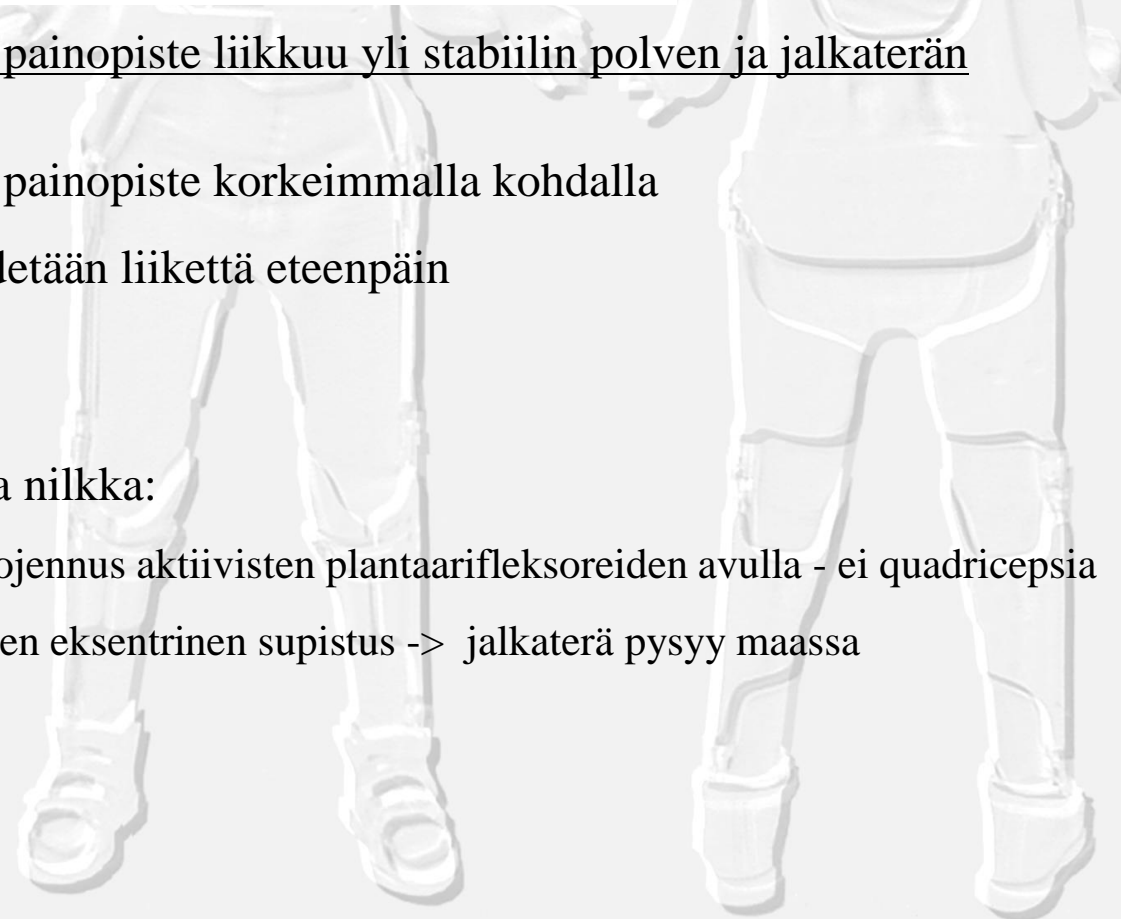 painopiste liikkuu yli stabiilin polven ja jalkaterän
painopiste korkeimmalla kohdalla
detään liikettä eteenpäin
a nilkka:
ojennus aktiivisten plantaarifleksoreiden avulla - ei quadricepsia
en eksentrinen supistus -> jalkaterä pysyy maassa